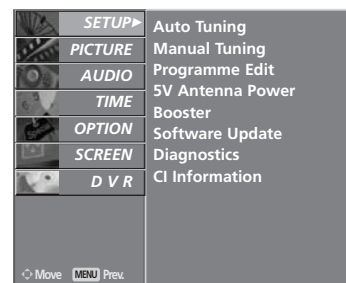 SETUP
PICTURE
AUDIO
TIME
OPTION
SCREEN
D V R
Auto Tuning
Manual Tuning
Programme Edit
5V Antenna Power
Booster
Software Update
Diagnostics
CI Information
Move MENU Prev.